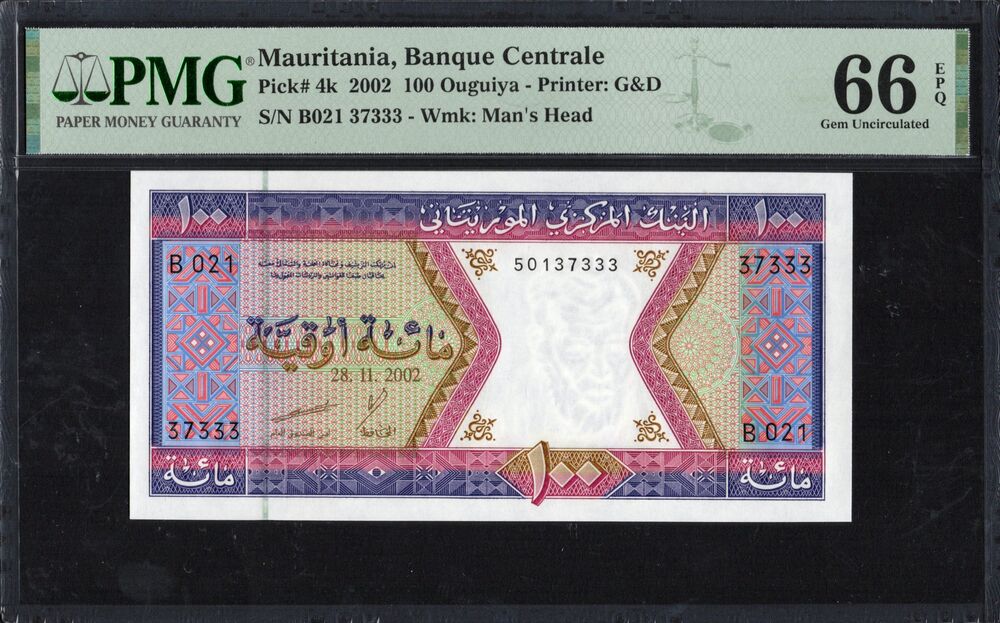 PMG®
PAPER MONEY GUARANTY
Mauritania, Banque Centrale
Pick# 4k 2002 100 Ouguiya - Printer: G&D
S/N B021 37333 - Wmk: Man's Head
66 EPQ
Gem Uncirculated
١٠٠
البنك المركزي الموريتاني
١٠٠
B 021
50137333
37333
مائة أوقية
28.11.2002
37333
B 021
مائة
١٠٠
مائة